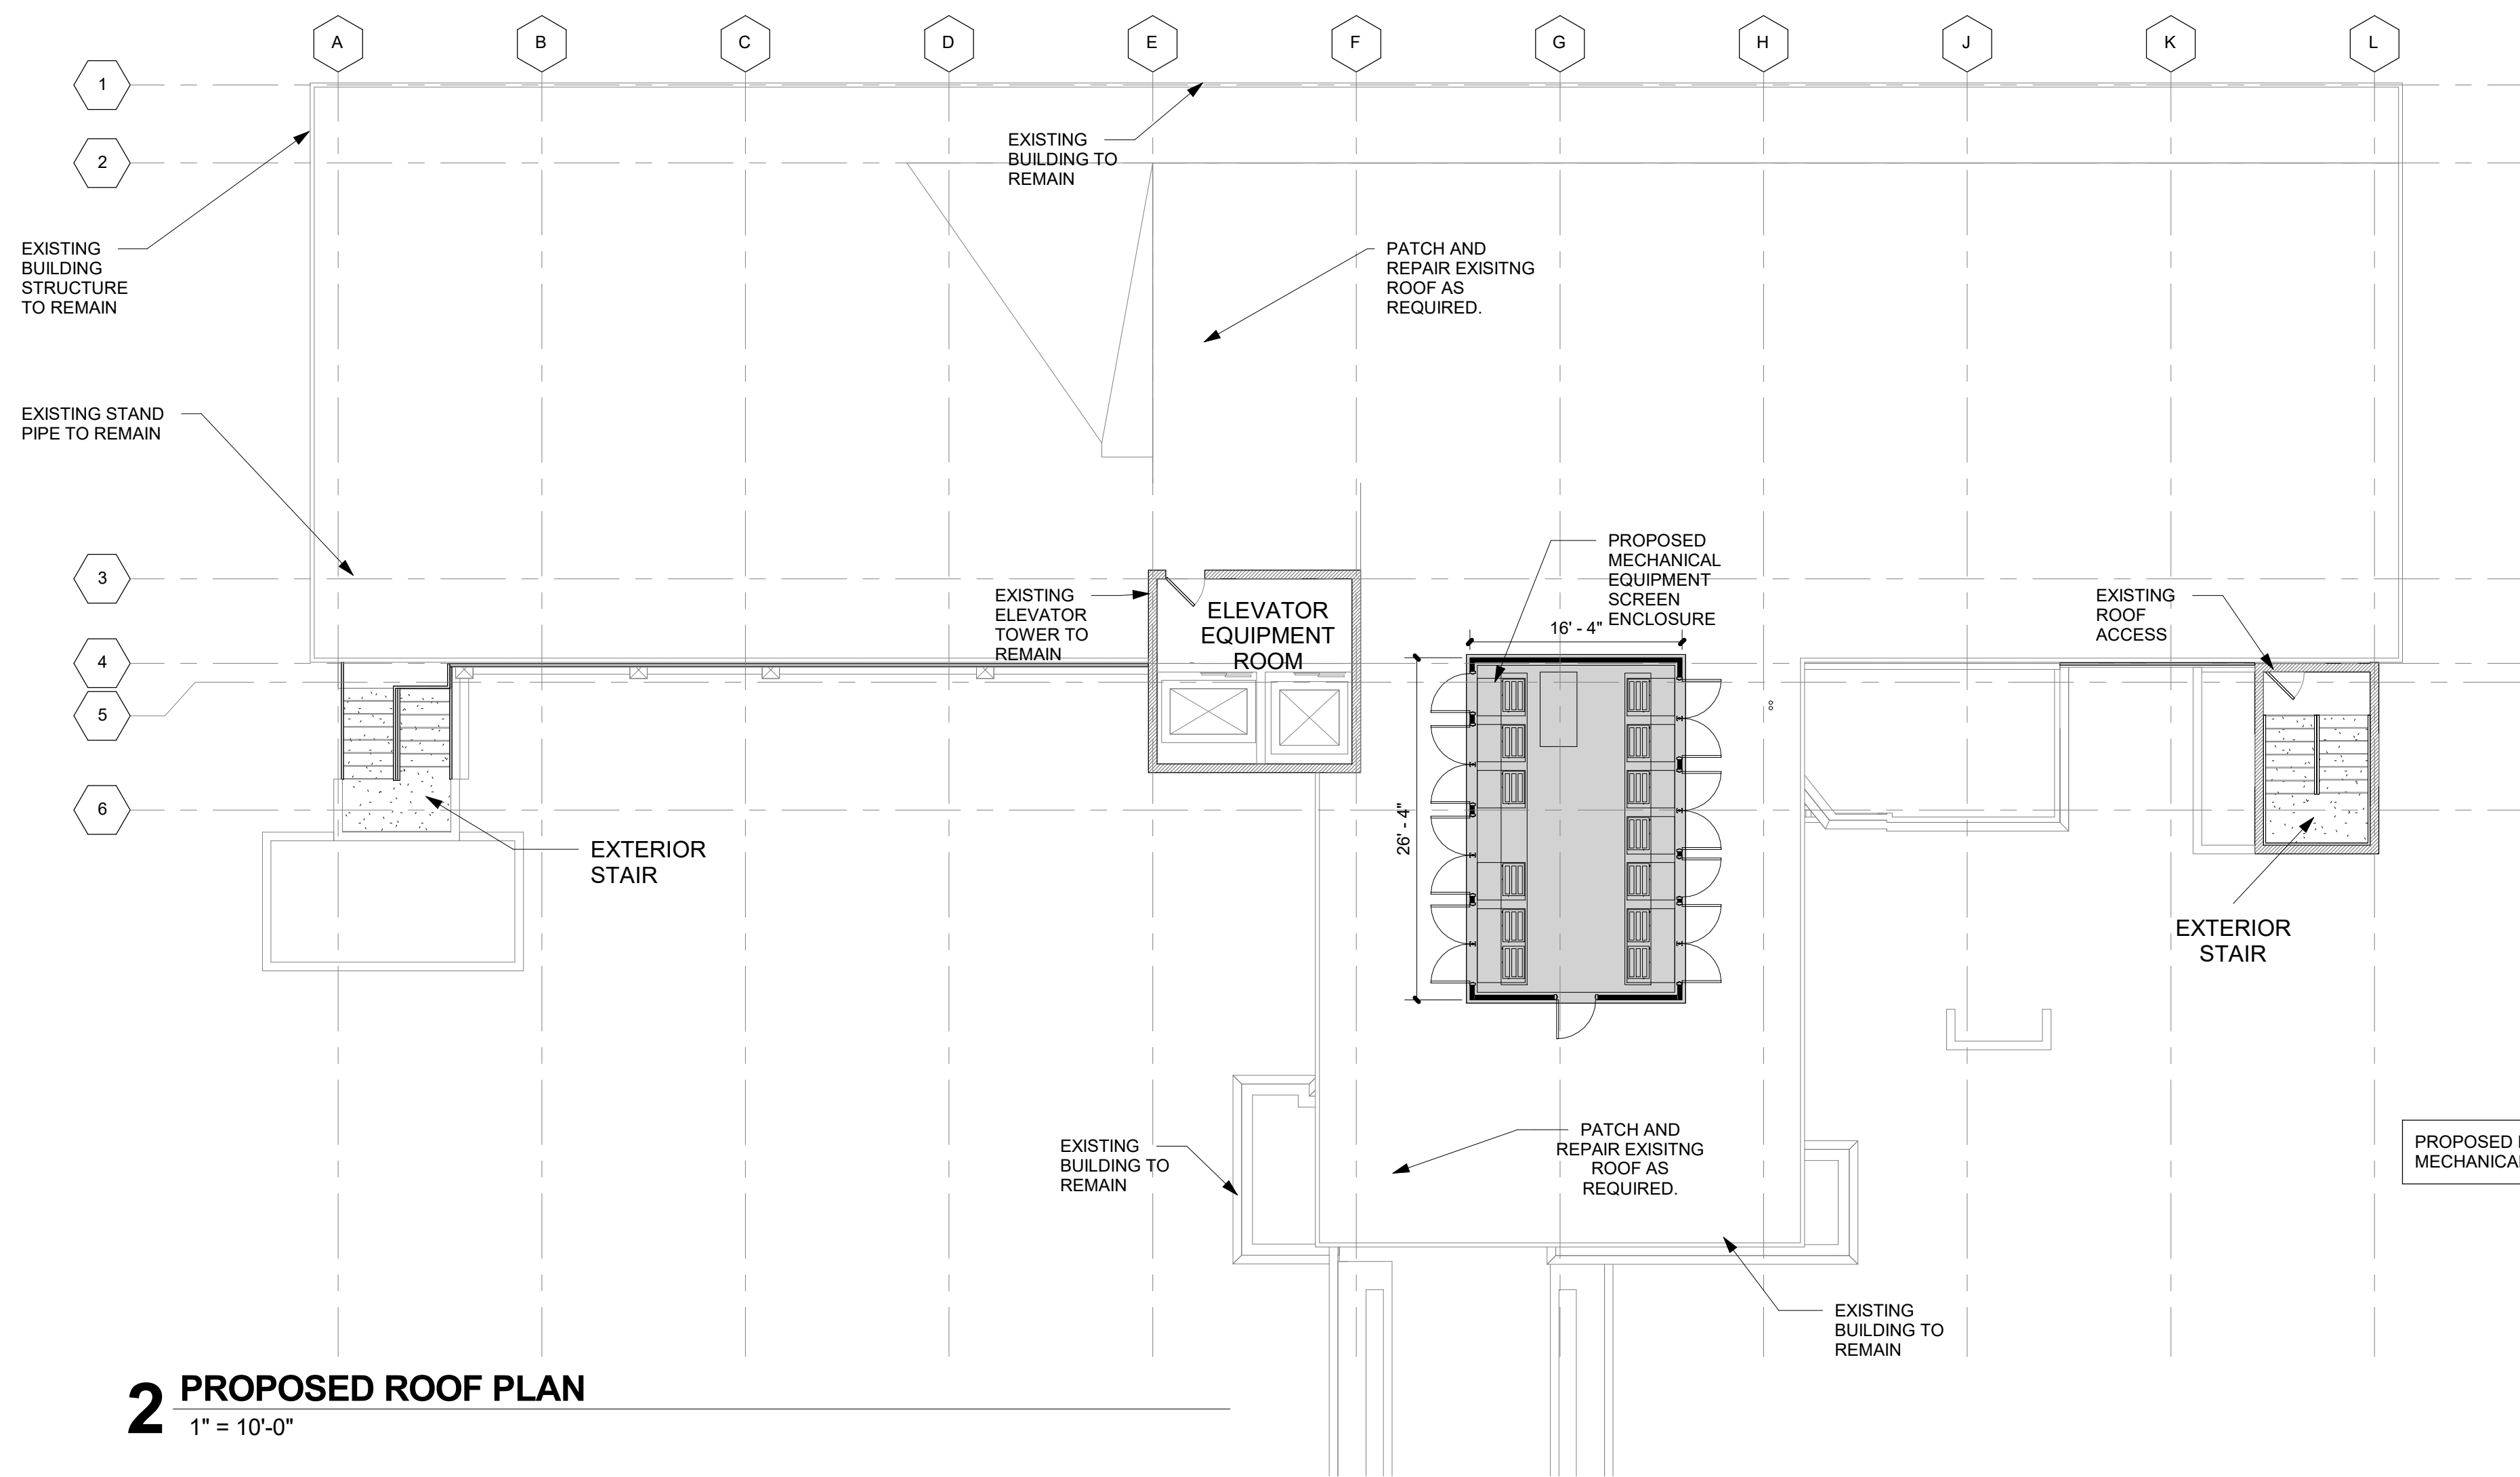 A B C D E F G H J K L
1
2
3
4
5
6
EXISTING
BUILDING TO
REMAIN
EXISTING
BUILDING
STRUCTURE
TO REMAIN
PATCH AND
REPAIR EXISITNG
ROOF AS
REQUIRED.
EXISTING STAND
PIPE TO REMAIN
PROPOSED
MECHANICAL
EQUIPMENT
SCREEN
ENCLOSURE
EXISTING
ELEVATOR
TOWER TO
REMAIN
ELEVATOR
EQUIPMENT
ROOM
16' - 4"
26' - 4"
EXISTING
ROOF
ACCESS
EXTERIOR
STAIR
EXTERIOR
STAIR
EXISTING
BUILDING TO
REMAIN
PATCH AND
REPAIR EXISITNG
ROOF AS
REQUIRED.
PROPOSED
MECHANICAL
EXISTING
BUILDING TO
REMAIN
2 PROPOSED ROOF PLAN
1" = 10'-0"